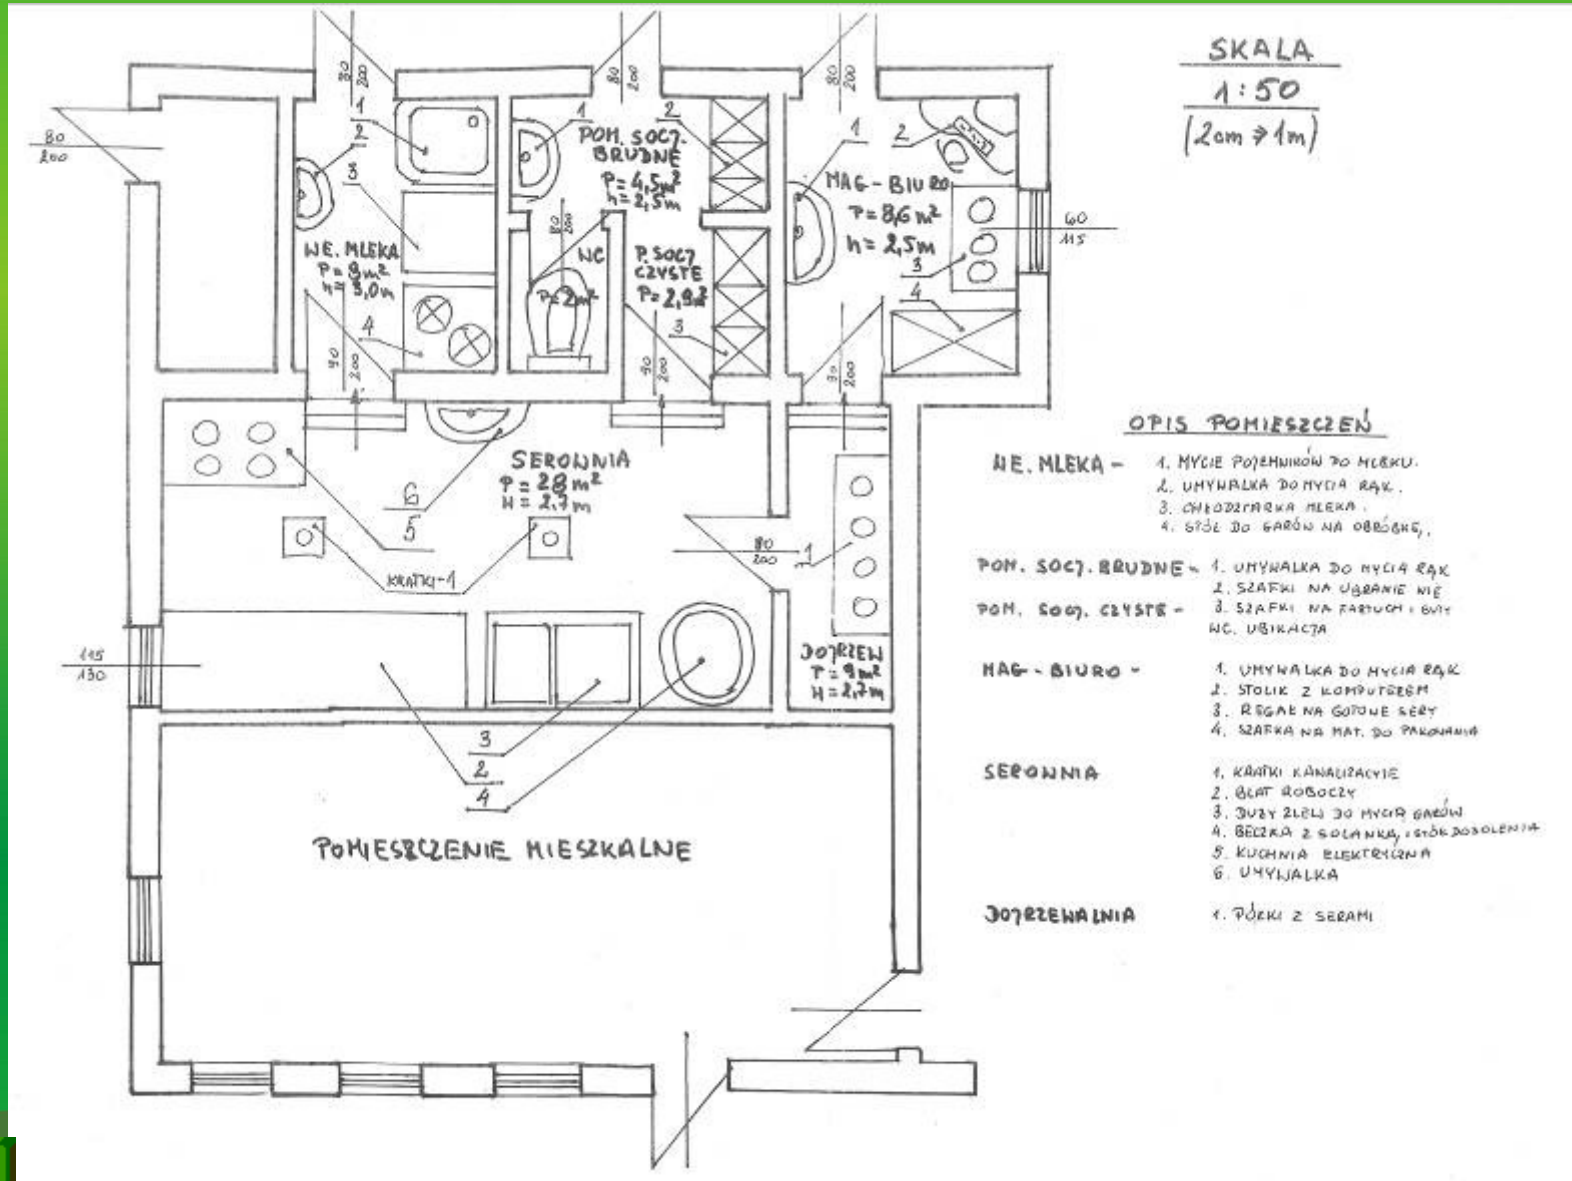 SKALA
1:50
(2cm → 1m)
80
200
80
200
80
200
80
200
1
2
3
WE. MLEKA
P = 9m²
h = 3,0m
4
90
200
1
POM. SOCJ.
BRUDNE
P = 4,5m²
h = 2,5m
2
80
200
WC
P = 2m²
P. SOCJ
CZYSTE
P = 2,9m²
3
90
200
1
2
MAG - BIURO
P = 8,6 m²
h = 2,5m
3
4
60
115
90
200
SEROWNIA
P = 28 m²
H = 2,7m
6
5
KRATKI-1
80
200
1
DOJRZEW
P = 9m²
H = 2,7m
115
130
3
2
4
POMIESZCZENIE MIESZKALNE
OPIS POMIESZCZEŃ
WE. MLEKA - 1. MYCIE POJEMNIKÓW DO MLEKU.
2. UMYWALKA DO MYCIA RĄK.
3. CHŁODZIARKA MLEKA.
4. STÓŁ DO GARÓW NA OBRÓBKĘ,.
POM. SOCJ. BRUDNE - 1. UMYWALKA DO MYCIA RĄK
2. SZAFKI NA UBRANIE WE
POM. SOCJ. CZYSTE - 3. SZAFKI NA FARTUCH I BUTY
WC. UBIKACJA
MAG - BIURO - 1. UMYWALKA DO MYCIA RĄK
2. STOLIK Z KOMPUTEREM
3. REGAŁ NA GOTOWE SERY
4. SZAFKA NA MAT. DO PAKOWANIA
SEROWNIA 1. KRATKI KANALIZACYJE
2. BLAT ROBOCZY
3. DUŻY ZLEW DO MYCIA GARÓW
4. BECZKA Z SOLANKĄ, I STÓŁ DO SOLENIA
5. KUCHNIA ELEKTRYCZNA
6. UMYWALKA
DOJRZEWALNIA 1. PÓŁKI Z SERAMI